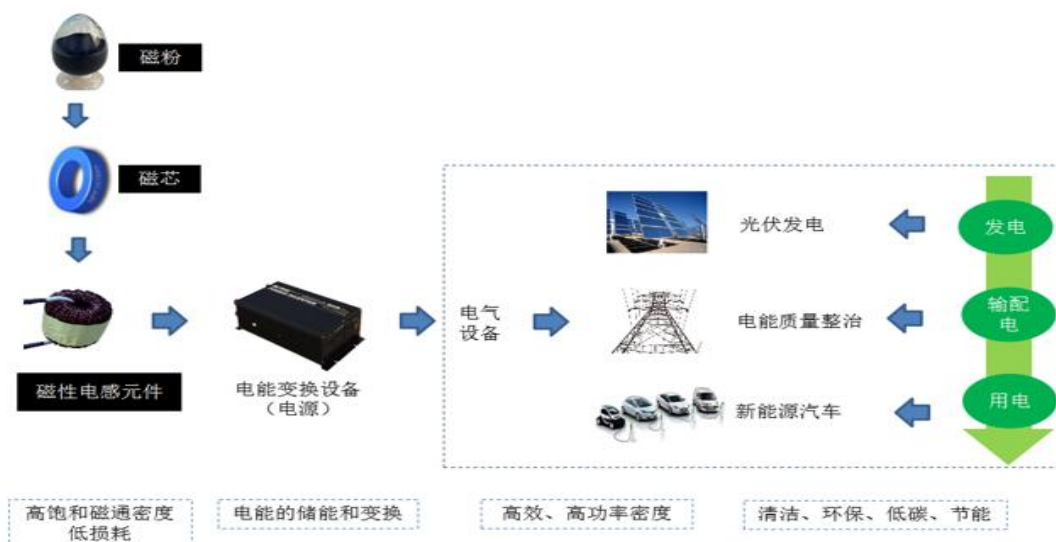 磁粉
磁芯
磁性电感元件
电能变换设备
（电源）
电气
设备
光伏发电
电能质量整治
新能源汽车
发电
输配
电
用电
高饱和磁通密度
低损耗
电能的储能和变换
高效、高功率密度
清洁、环保、低碳、节能